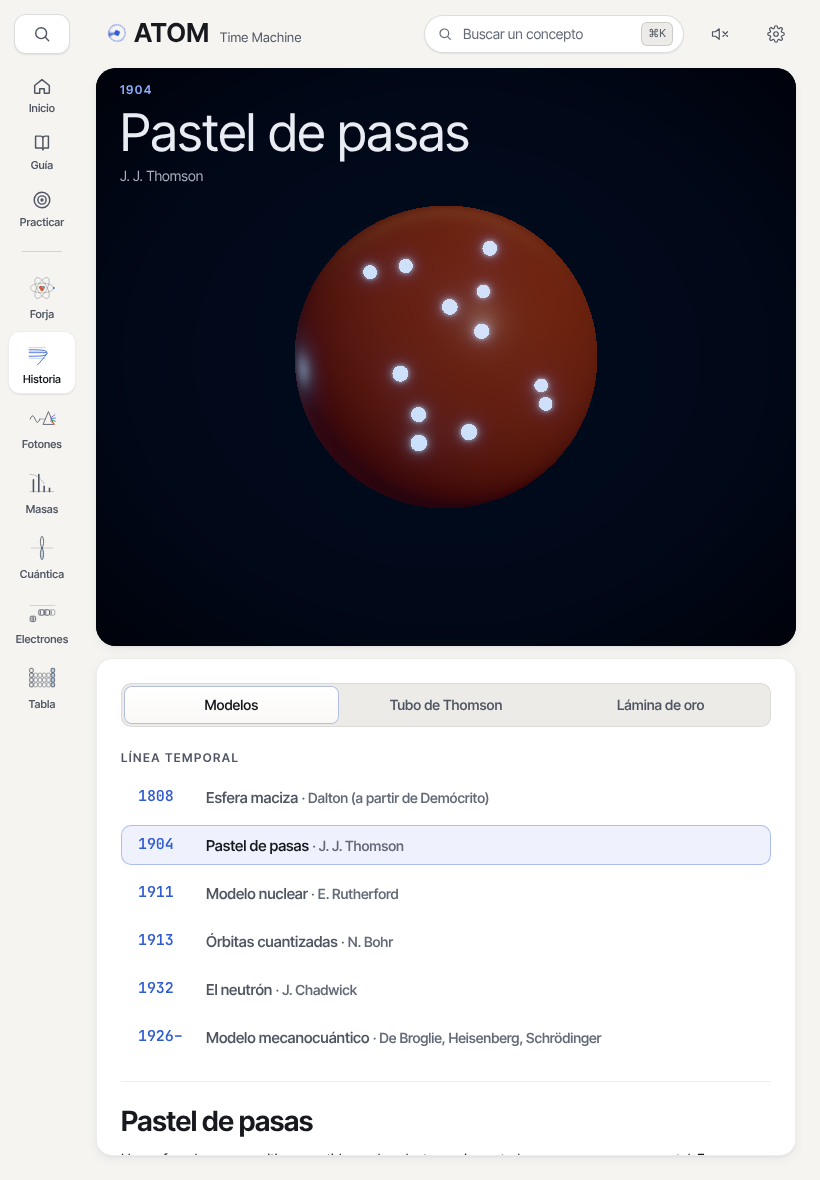 ATOM Time Machine
Buscar un concepto ⌘K
Inicio
Guía
Practicar
Forja
Historia
Fotones
Masas
Cuántica
Electrones
Tabla
1904
Pastel de pasas
J. J. Thomson
Modelos Tubo de Thomson Lámina de oro
LÍNEA TEMPORAL
1808 Esfera maciza · Dalton (a partir de Demócrito)
1904 Pastel de pasas · J. J. Thomson
1911 Modelo nuclear · E. Rutherford
1913 Órbitas cuantizadas · N. Bohr
1932 El neutrón · J. Chadwick
1926– Modelo mecanocuántico · De Broglie, Heisenberg, Schrödinger
Pastel de pasas